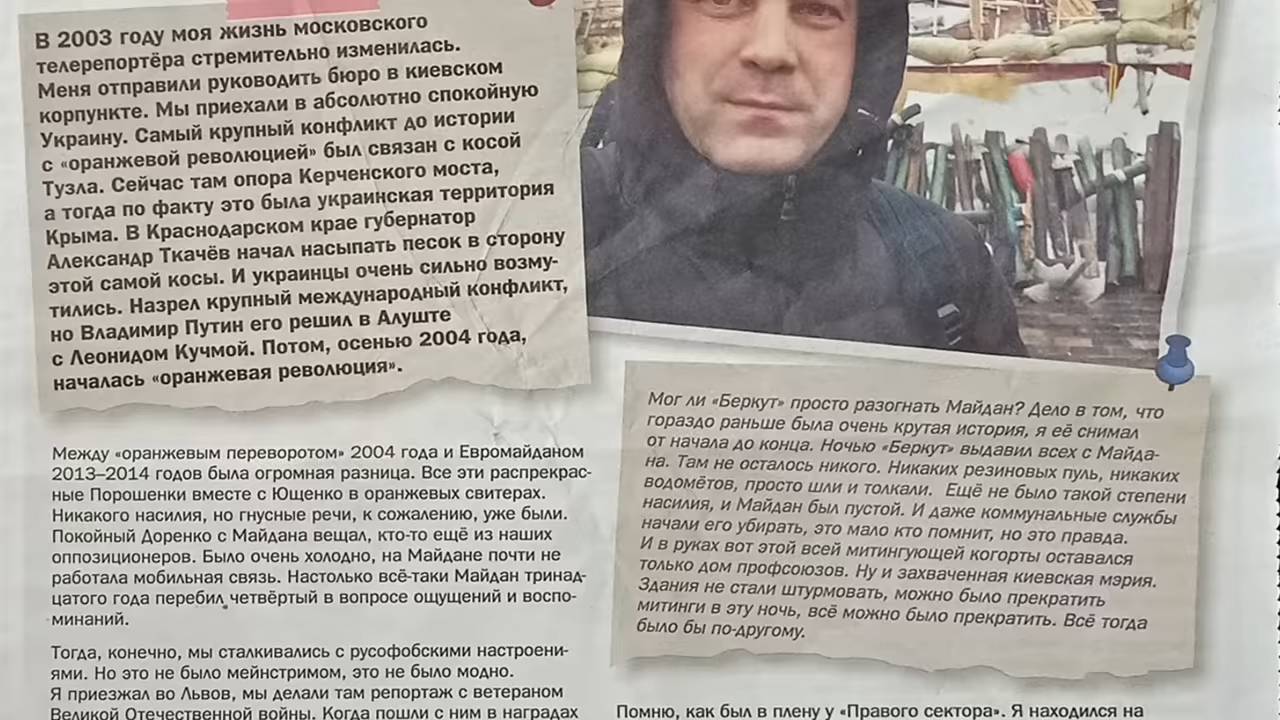 В 2003 году моя жизнь московского
телерепортёра стремительно изменилась.
Меня отправили руководить бюро в киевском
корпункте. Мы приехали в абсолютно спокойную
Украину. Самый крупный конфликт до истории
с «оранжевой революцией» был связан с косой
Тузла. Сейчас там опора Керченского моста,
а тогда по факту это была украинская территория
Крыма. В Краснодарском крае губернатор
Александр Ткачёв начал насыпать песок в сторону
этой самой косы. И украинцы очень сильно возму-
тились. Назрел крупный международный конфликт,
но Владимир Путин его решил в Алуште
с Леонидом Кучмой. Потом, осенью 2004 года,
началась «оранжевая революция».
Между «оранжевым переворотом» 2004 года и Евромайданом
2013–2014 годов была огромная разница. Все эти распрекрас-
ные Порошенки вместе с Ющенко в оранжевых свитерах.
Никакого насилия, но гнусные речи, к сожалению, уже были.
Покойный Доренко с Майдана вещал, кто-то ещё из наших
оппозиционеров. Было очень холодно, на Майдане почти не
работала мобильная связь. Настолько всё-таки Майдан тринад-
цатого года перебил четвёртый в вопросе ощущений и воспо-
минаний.
Тогда, конечно, мы сталкивались с русофобскими настроени-
ями. Но это не было мейнстримом, это не было модно.
Я приезжал во Львов, мы делали там репортаж с ветераном
Великой Отечественной войны. Когда пошли с ним в наградах
Мог ли «Беркут» просто разогнать Майдан? Дело в том, что
гораздо раньше была очень крутая история, я её снимал
от начала до конца. Ночью «Беркут» выдавил всех с Майда-
на. Там не осталось никого. Никаких резиновых пуль, никаких
водомётов, просто шли и толкали. Ещё не было такой степени
насилия, и Майдан был пустой. И даже коммунальные службы
начали его убирать, это мало кто помнит, но это правда.
И в руках вот этой всей митингующей когорты оставался
только дом профсоюзов. Ну и захваченная киевская мэрия.
Здания не стали штурмовать, можно было прекратить
митинги в эту ночь, всё можно было прекратить. Всё тогда
было бы по-другому.
Помню, как был в плену у «Правого сектора». Я находился на